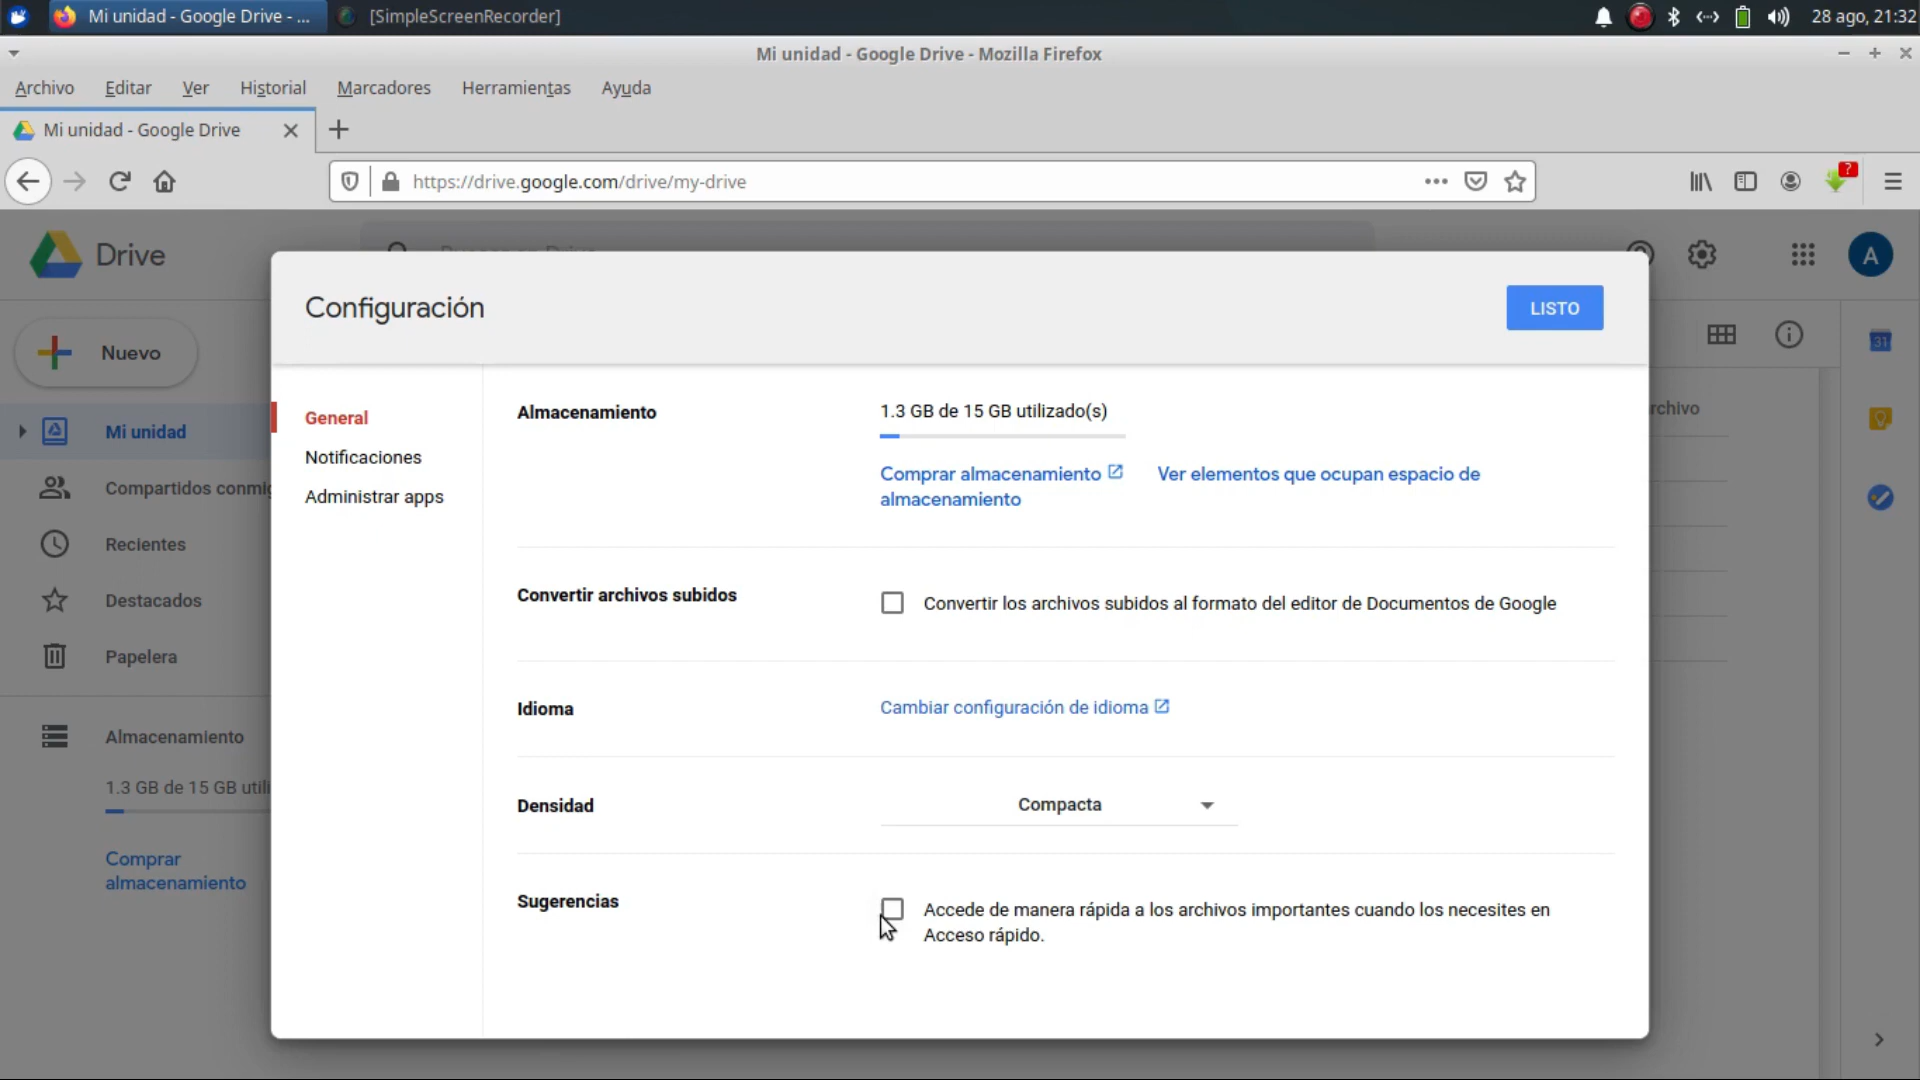 Mi unidad - Google Drive - ...
[SimpleScreenRecorder]
28 ago, 21:32
Mi unidad - Google Drive - Mozilla Firefox
Archivo Editar Ver Historial Marcadores Herramientas Ayuda
Mi unidad - Google Drive
https://drive.google.com/drive/my-drive
?
Drive
A
Configuración
LISTO
Nuevo
31
Almacenamiento
1.3 GB de 15 GB utilizado(s)
General
rchivo
Mi unidad
Notificaciones
Comprar almacenamiento
Ver elementos que ocupan espacio de
almacenamiento
Compartidos conmig
Administrar apps
Recientes
Convertir archivos subidos
Convertir los archivos subidos al formato del editor de Documentos de Google
Destacados
Papelera
Idioma
Cambiar configuración de idioma
Almacenamiento
1.3 GB de 15 GB utili
Densidad
Compacta
Comprar
almacenamiento
Sugerencias
Accede de manera rápida a los archivos importantes cuando los necesites en
Acceso rápido.